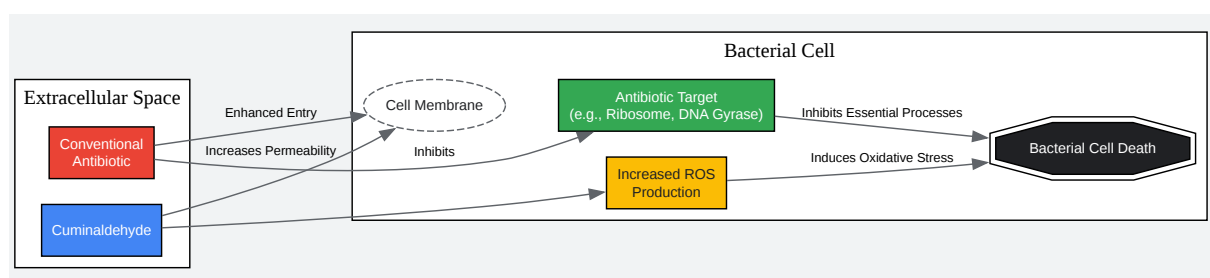 Extracellular Space
Conventional
Antibiotic
Cuminaldehyde
Enhanced Entry
Increases Permeability
Bacterial Cell
Cell Membrane
Inhibits
Antibiotic Target
(e.g., Ribosome, DNA Gyrase)
Increased ROS
Production
Inhibits Essential Processes
Induces Oxidative Stress
Bacterial Cell Death